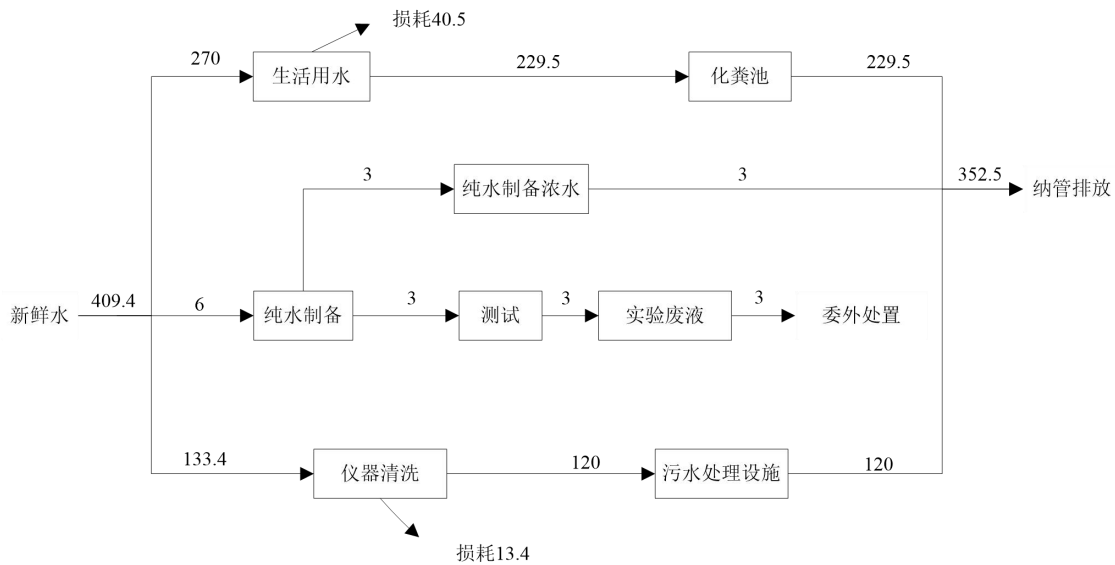 损耗40.5
270
生活用水
229.5
化粪池
229.5
3
纯水制备浓水
3
352.5
纳管排放
新鲜水
409.4
6
纯水制备
3
测试
3
实验废液
3
委外处置
133.4
仪器清洗
120
污水处理设施
120
损耗13.4